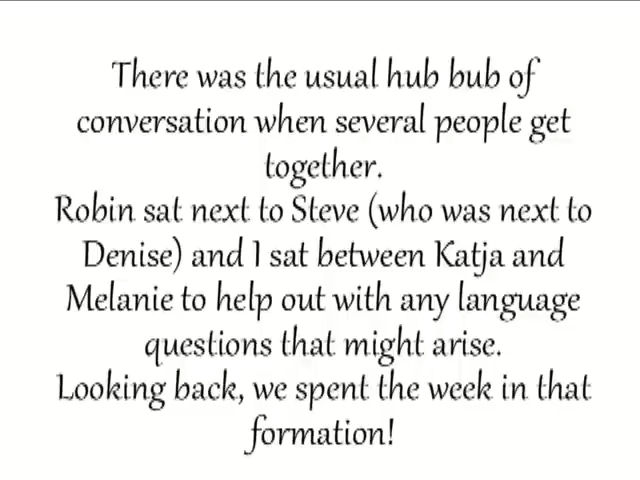 There was the usual hub bub of
conversation when several people get
together.
Robin sat next to Steve (who was next to
Denise) and I sat between Katja and
Melanie to help out with any language
questions that might arise.
Looking back, we spent the week in that
formation!